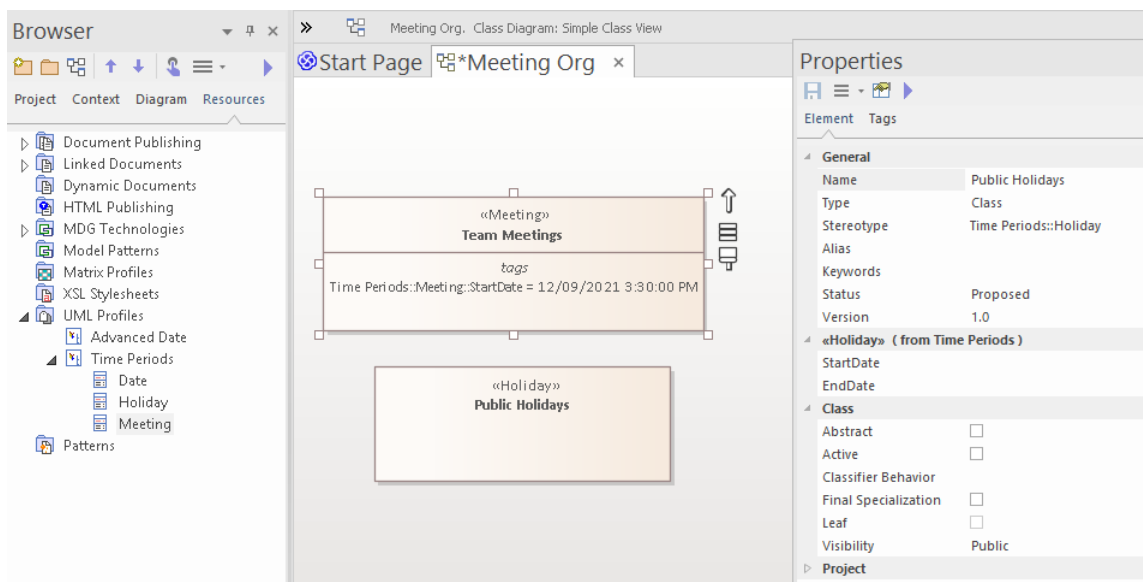 Browser
Project Context Diagram Resources
Document Publishing
Linked Documents
Dynamic Documents
HTML Publishing
MDG Technologies
Model Patterns
Matrix Profiles
XSL Stylesheets
UML Profiles
Advanced Date
Time Periods
Date
Holiday
Meeting
Patterns
Meeting Org. Class Diagram: Simple Class View
Start Page *Meeting Org ×
«Meeting»
Team Meetings
tags
Time Periods::Meeting::StartDate = 12/09/2021 3:30:00 PM
«Holiday»
Public Holidays
Properties
Element Tags
General
Name Public Holidays
Type Class
Stereotype Time Periods::Holiday
Alias
Keywords
Status Proposed
Version 1.0
«Holiday» ( from Time Periods )
StartDate
EndDate
Class
Abstract
Active
Classifier Behavior
Final Specialization
Leaf
Visibility Public
Project